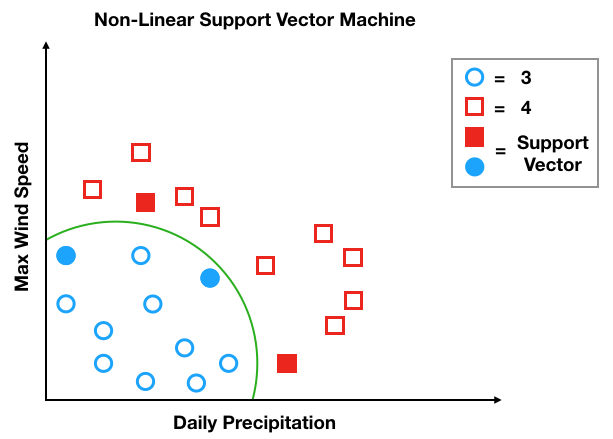 Non-Linear Support Vector Machine
= 3
= 4
= Support
Vector
Max Wind Speed
Daily Precipitation